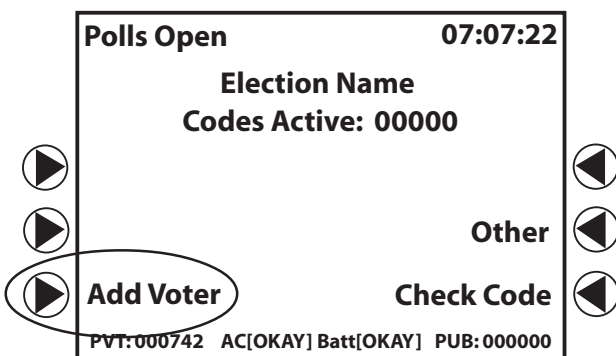 Polls Open 07:07:22
Election Name
Codes Active: 00000
Other
Add Voter Check Code
PVT: 000742 AC[OKAY] Batt[OKAY] PUB: 000000